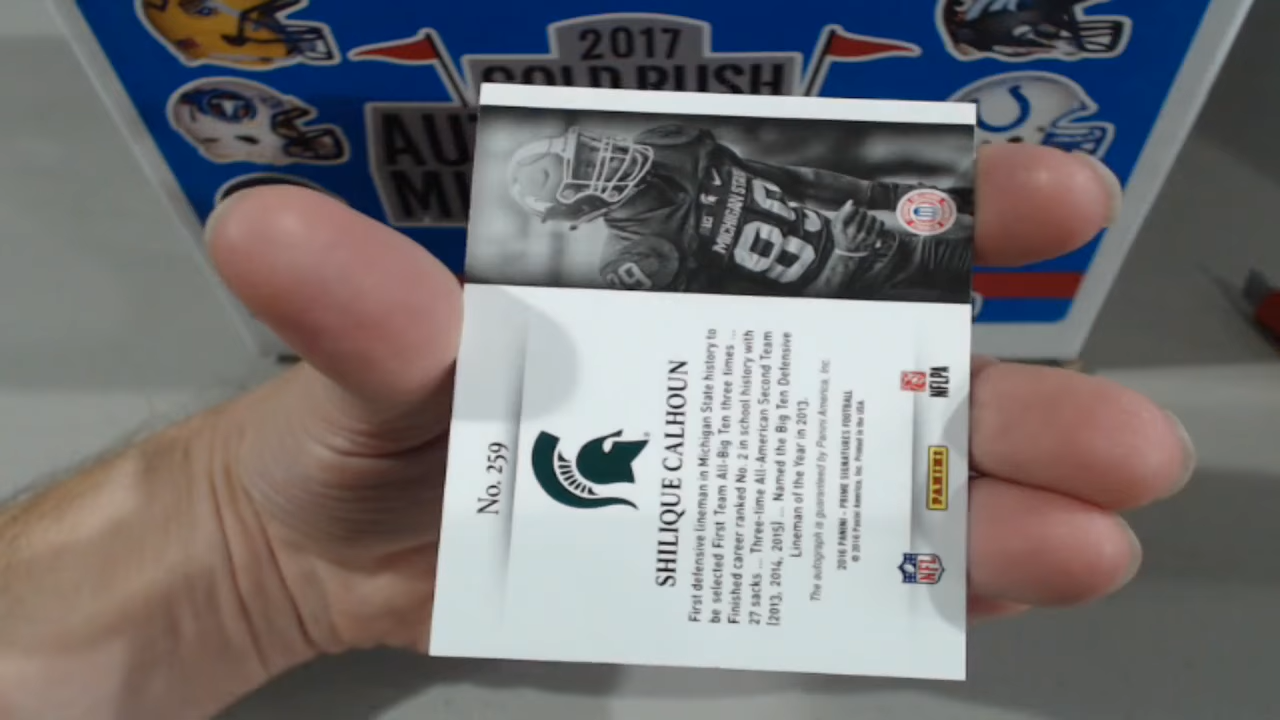 2017
GOLD RUSH
AU
M
MICHIGAN STATE
89
No. 259
SHILIQUE CALHOUN
First defensive lineman in Michigan State history to
be selected First Team All-Big Ten three times ...
Finished career ranked No. 2 in school history with
27 sacks ... Three-time All-American Second Team
(2013, 2014, 2015) ... Named the Big Ten Defensive
Lineman of the Year in 2013.
The autograph is guaranteed by Panini America, Inc.
2016 PANINI - PRIME SIGNATURES FOOTBALL
© 2016 Panini America, Inc. Printed in the USA
NFL
PANINI
NFLPA